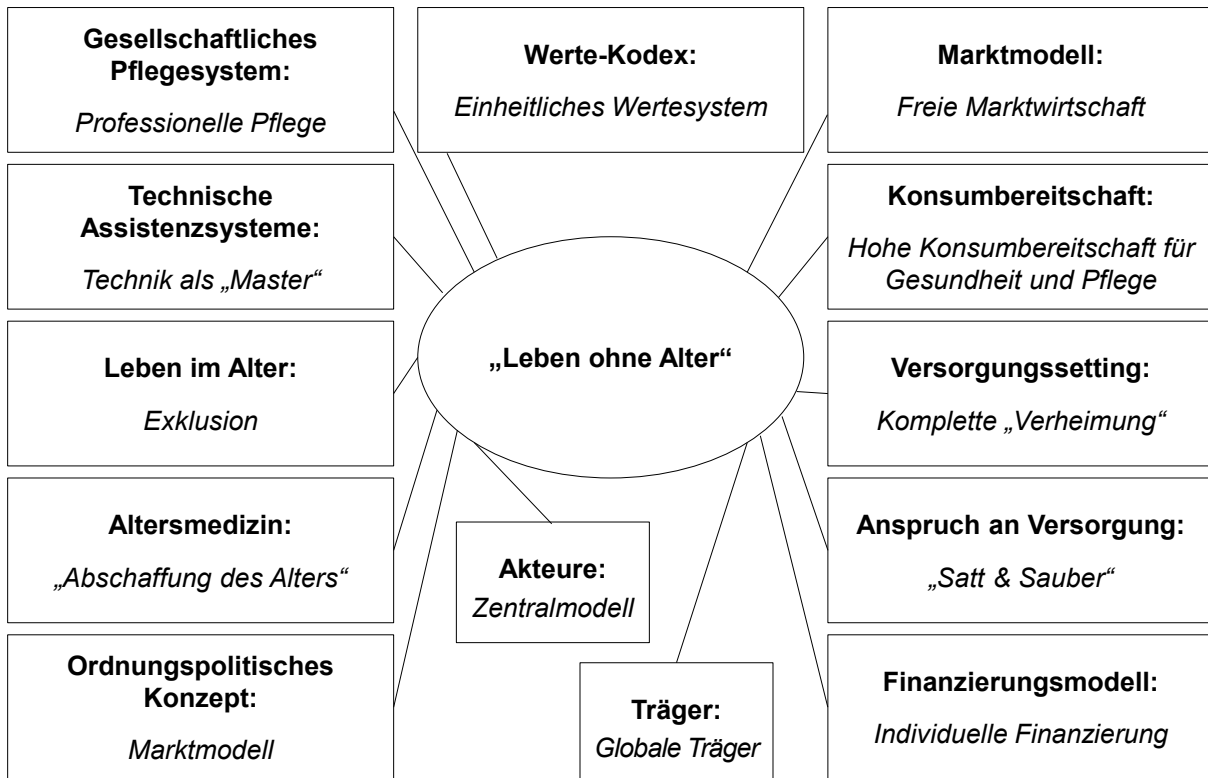 Gesellschaftliches
Pflegesystem:
Professionelle Pflege
Werte-Kodex:
Einheitliches Wertesystem
Marktmodell:
Freie Marktwirtschaft
Technische
Assistenzsysteme:
Technik als „Master“
Konsumbereitschaft:
Hohe Konsumbereitschaft für
Gesundheit und Pflege
Leben im Alter:
Exklusion
„Leben ohne Alter“
Versorgungssetting:
Komplette „Verheimung“
Altersmedizin:
„Abschaffung des Alters“
Akteure:
Zentralmodell
Anspruch an Versorgung:
„Satt & Sauber“
Ordnungspolitisches
Konzept:
Marktmodell
Träger:
Globale Träger
Finanzierungsmodell:
Individuelle Finanzierung